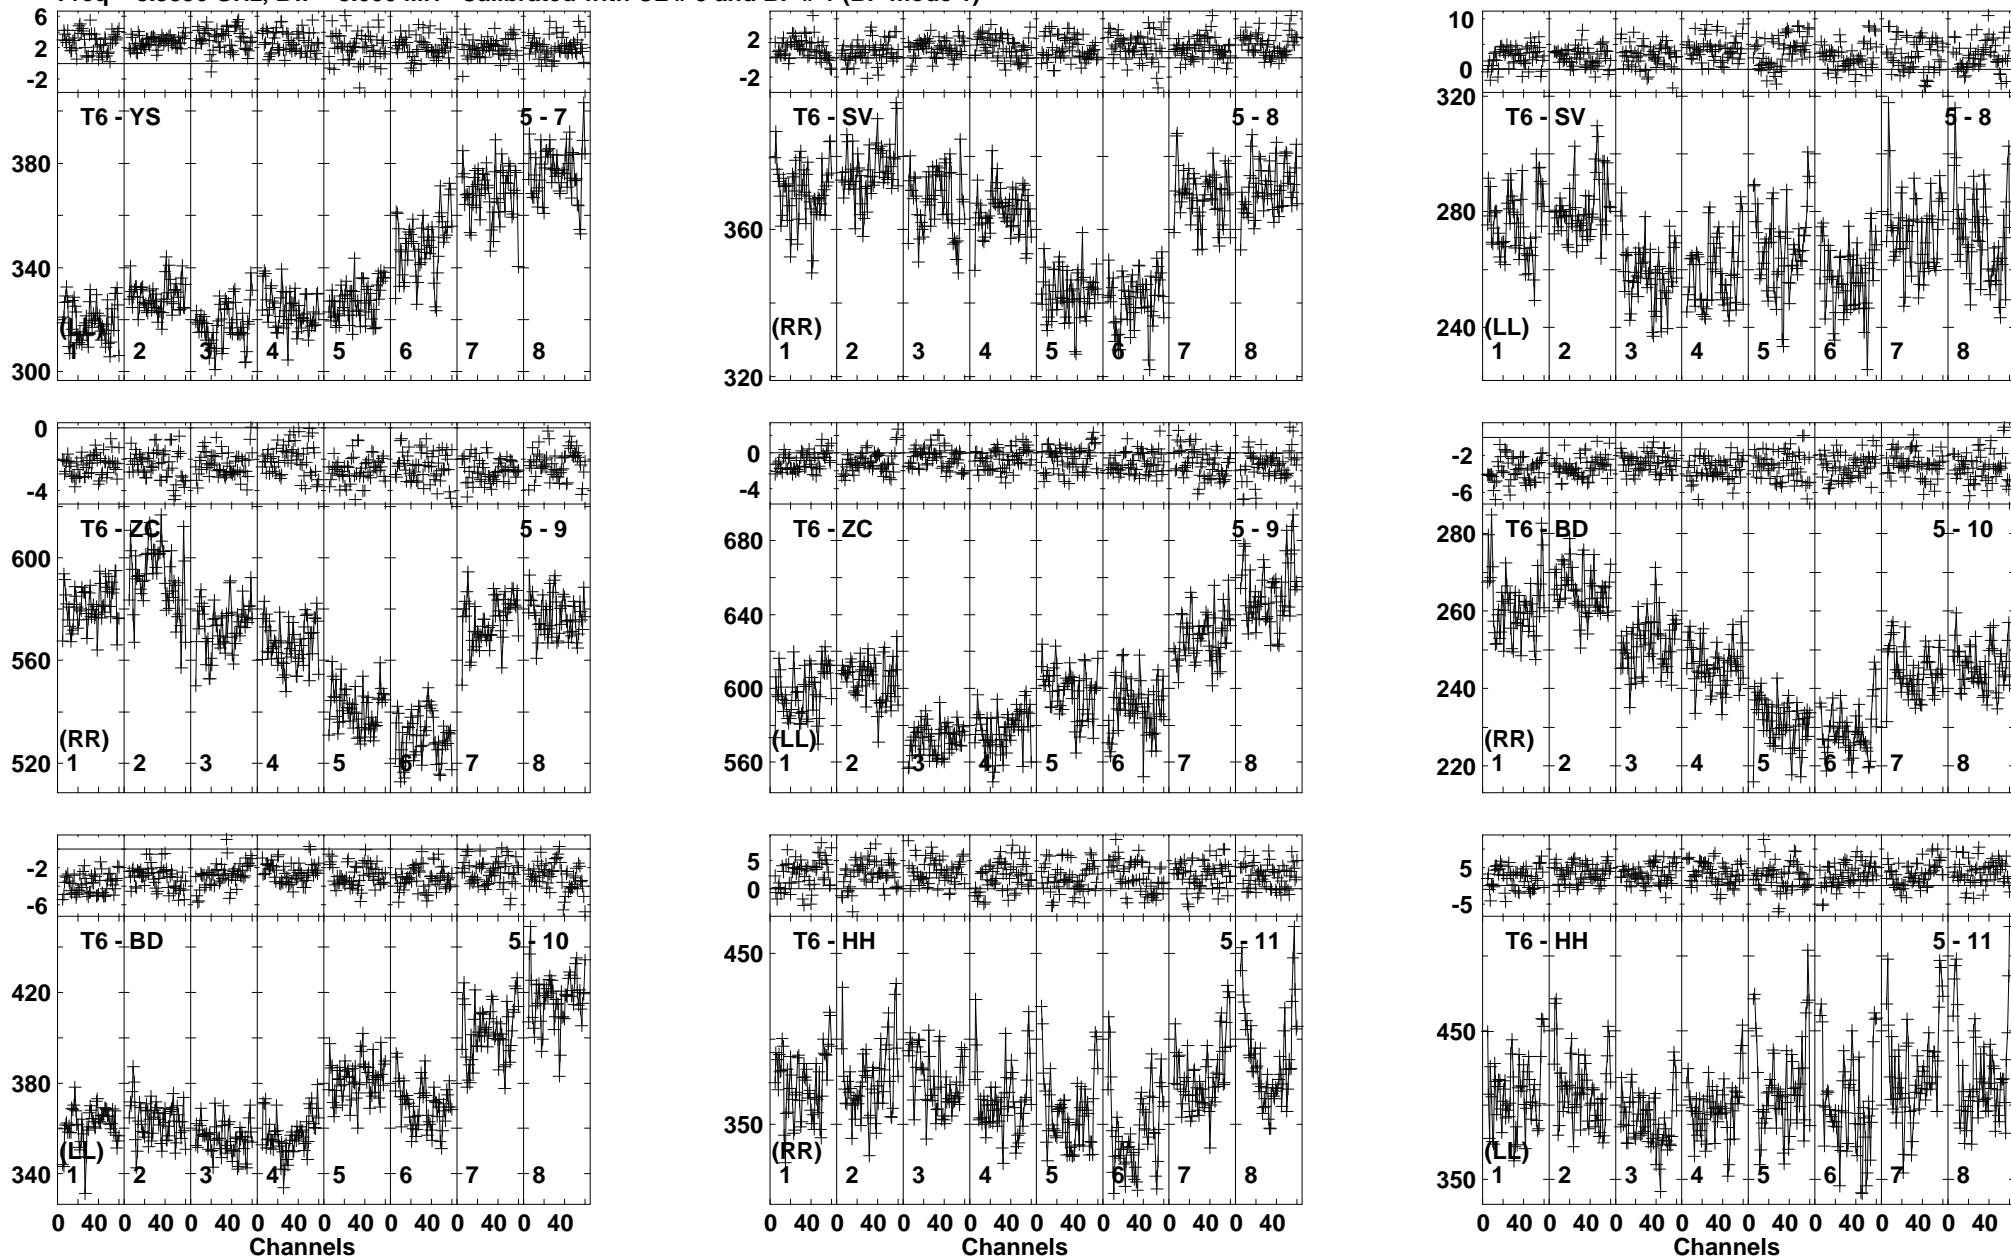 6 2 -2 2 -2 10 0
T6 - YS 5 - 7 T6 - SV 5 - 8 T6 - SV 5 - 8
380 340 300 360 320 320 280 240
(LL) (RR) (LL)
1 2 3 4 5 6 7 8 1 2 3 4 5 6 7 8 1 2 3 4 5 6 7 8
0 -4 0 -4 -2 -6
T6 - ZC 5 - 9 T6 - ZC 5 - 9 T6 - BD 5 - 10
600 560 520 680 640 600 560 280 260 240 220
(RR) (LL) (RR)
1 2 3 4 5 6 7 8 1 2 3 4 5 6 7 8 1 2 3 4 5 6 7 8
-2 -6 5 0 5 -5
T6 - BD 5 - 10 T6 - HH 5 - 11 T6 - HH 5 - 11
420 380 340 450 350 450 350
(LL) (RR) (LL)
1 2 3 4 5 6 7 8 1 2 3 4 5 6 7 8 1 2 3 4 5 6 7 8
0 40 0 40 0 40 0 40 0 40 0 40 0 40 0 40 0 40 0 40 0 40 0 40 0 40 0 40 0 40 0 40 0 40 0 40 0 40 0 40 0 40 0 40 0 40 0 40
Channels Channels